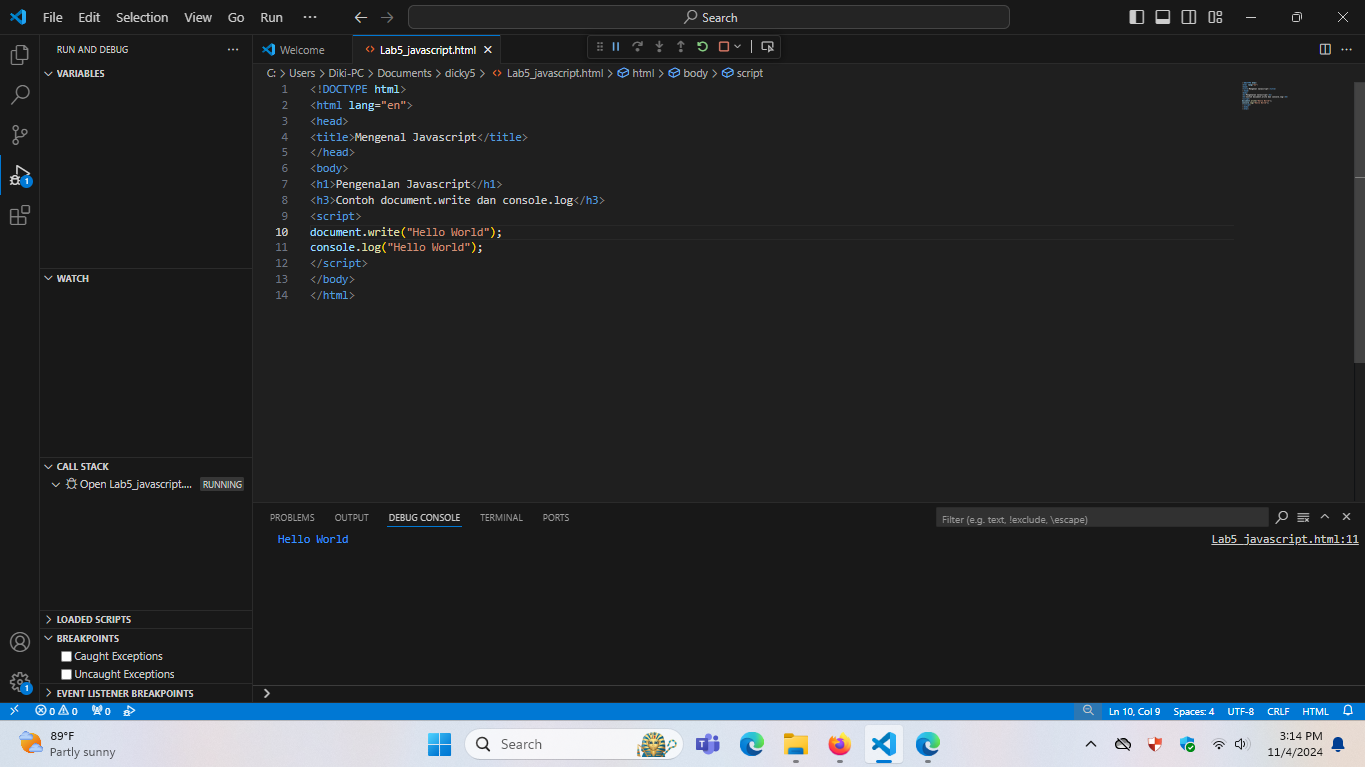 File Edit Selection View Go Run ··· Search
RUN AND DEBUG ···
Welcome Lab5_javascript.html
VARIABLES
C: > Users > Diki-PC > Documents > dicky5 > Lab5_javascript.html > html > body > script
1 <!DOCTYPE html>
2 <html lang="en">
3 <head>
4 <title>Mengenal Javascript</title>
5 </head>
6 <body>
7 <h1>Pengenalan Javascript</h1>
8 <h3>Contoh document.write dan console.log</h3>
9 <script>
10 document.write("Hello World");
11 console.log("Hello World");
12 </script>
13 </body>
14 </html>
WATCH
CALL STACK
Open Lab5_javascript.... RUNNING
PROBLEMS OUTPUT DEBUG CONSOLE TERMINAL PORTS Filter (e.g. text, !exclude, \escape)
Hello World Lab5_javascript.html:11
LOADED SCRIPTS
BREAKPOINTS
Caught Exceptions
Uncaught Exceptions
EVENT LISTENER BREAKPOINTS
1
1
0 0 0 Ln 10, Col 9 Spaces: 4 UTF-8 CRLF HTML
89°F
Partly sunny
Search
3:14 PM
11/4/2024